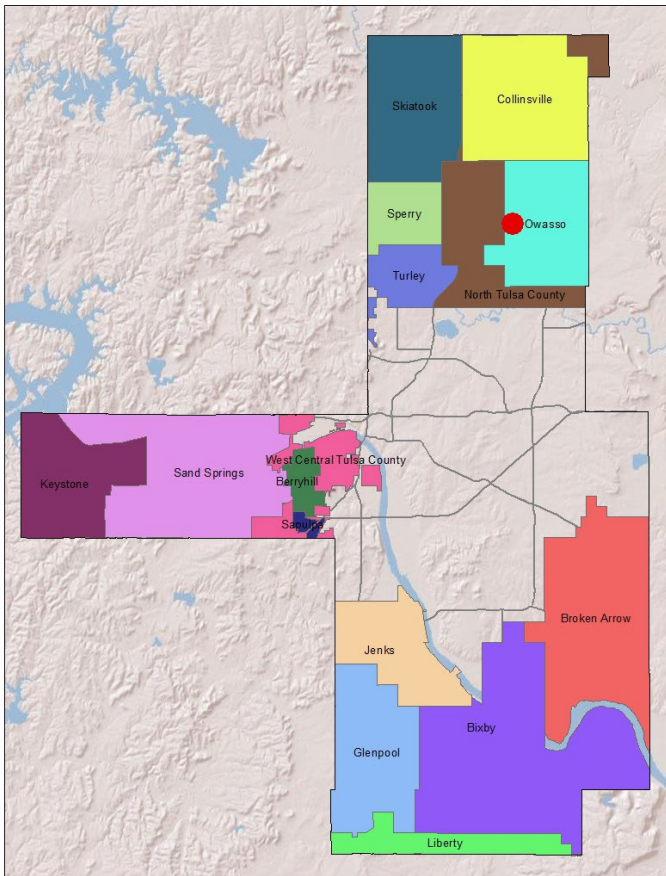 Collinsville
Skiatook
Sperry
Owasso
Turley
North Tulsa County
West Central Tulsa County
Sand Springs
Keystone
Berryhill
Sapulpa
Broken Arrow
Jenks
Bixby
Glenpool
Liberty